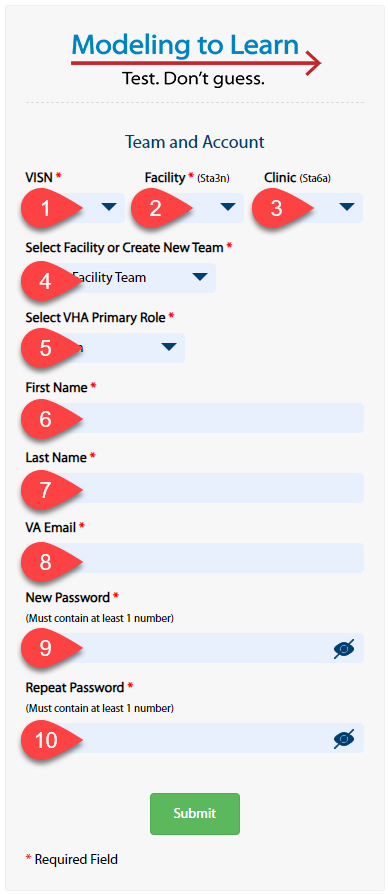 Modeling to Learn
Test. Don't guess.
Team and Account
VISN * Facility * (Sta3n) Clinic (Sta6a)
1 2 3
Select Facility or Create New Team *
4 Facility Team
Select VHA Primary Role *
5
First Name *
6
Last Name *
7
VA Email *
8
New Password *
(Must contain at least 1 number)
9
Repeat Password *
(Must contain at least 1 number)
10
Submit
* Required Field